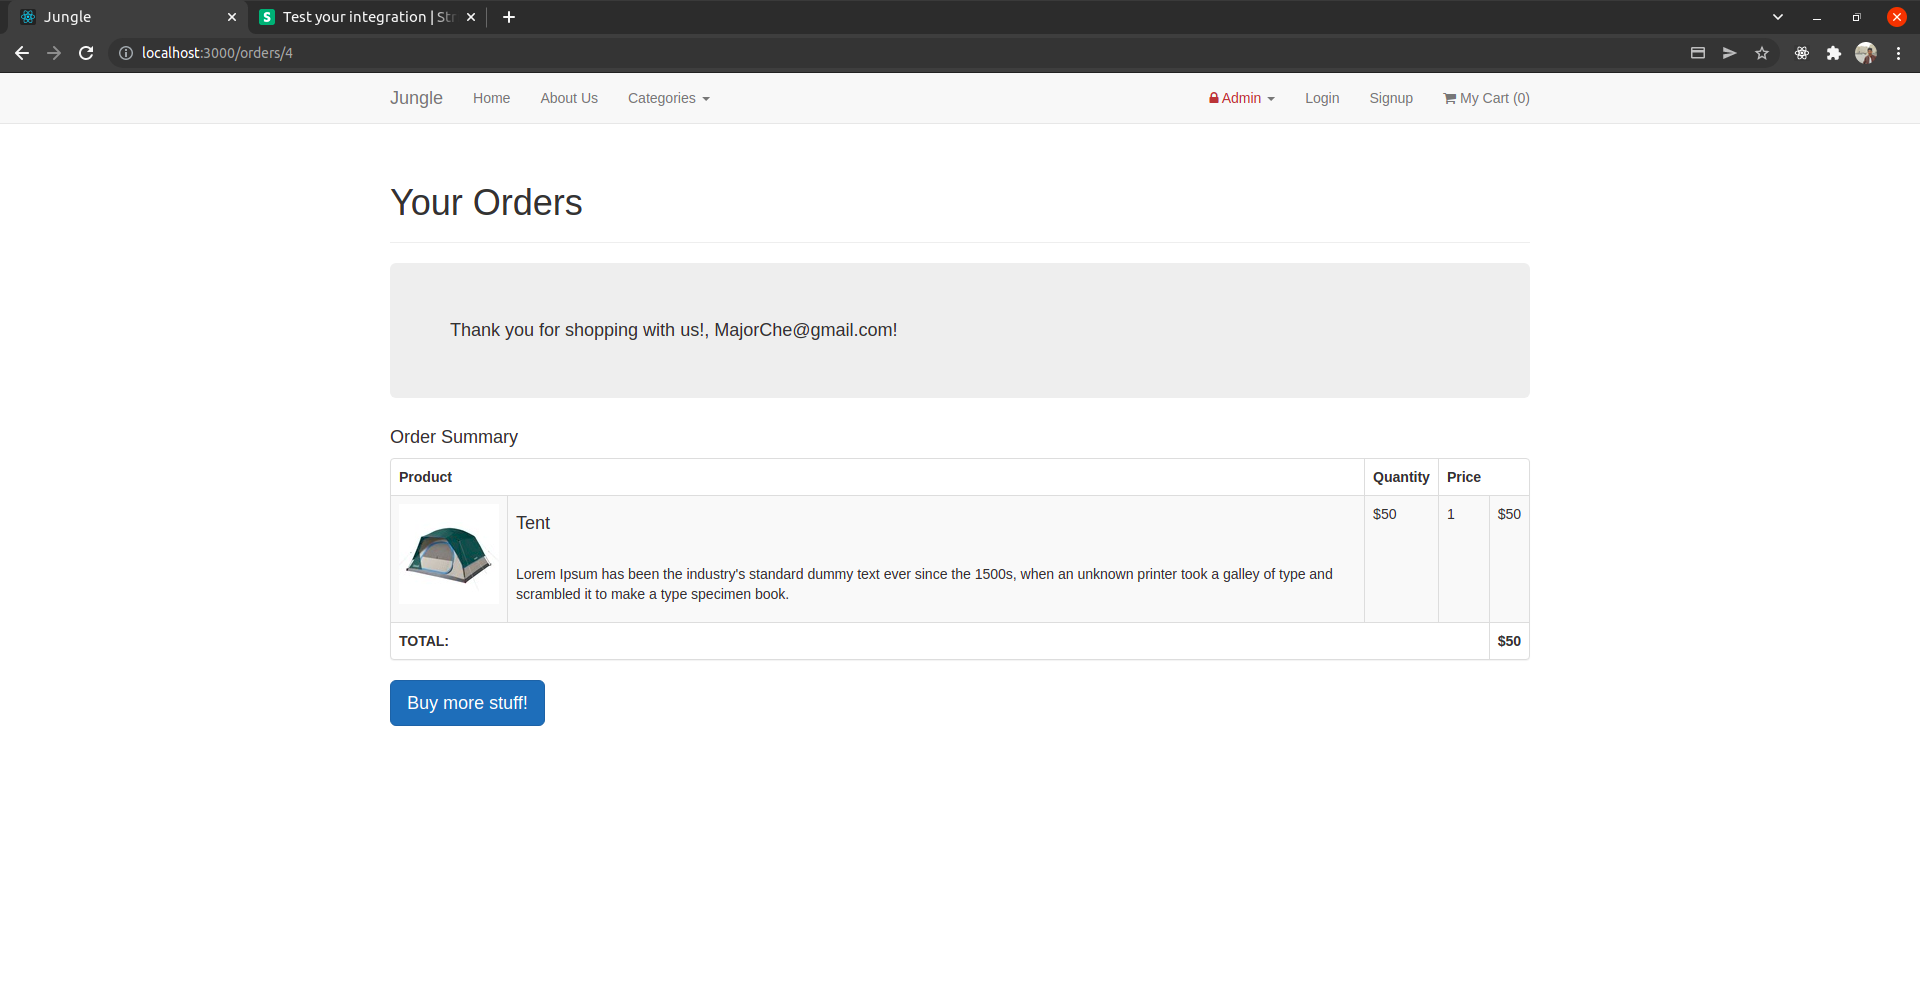 Jungle
Test your integration | Str
localhost:3000/orders/4
Jungle Home About Us Categories Admin Login Signup My Cart (0)
Your Orders
Thank you for shopping with us!, MajorChe@gmail.com!
Order Summary
Product Quantity Price
Tent $50 1 $50
Lorem Ipsum has been the industry's standard dummy text ever since the 1500s, when an unknown printer took a galley of type and
scrambled it to make a type specimen book.
TOTAL: $50
Buy more stuff!